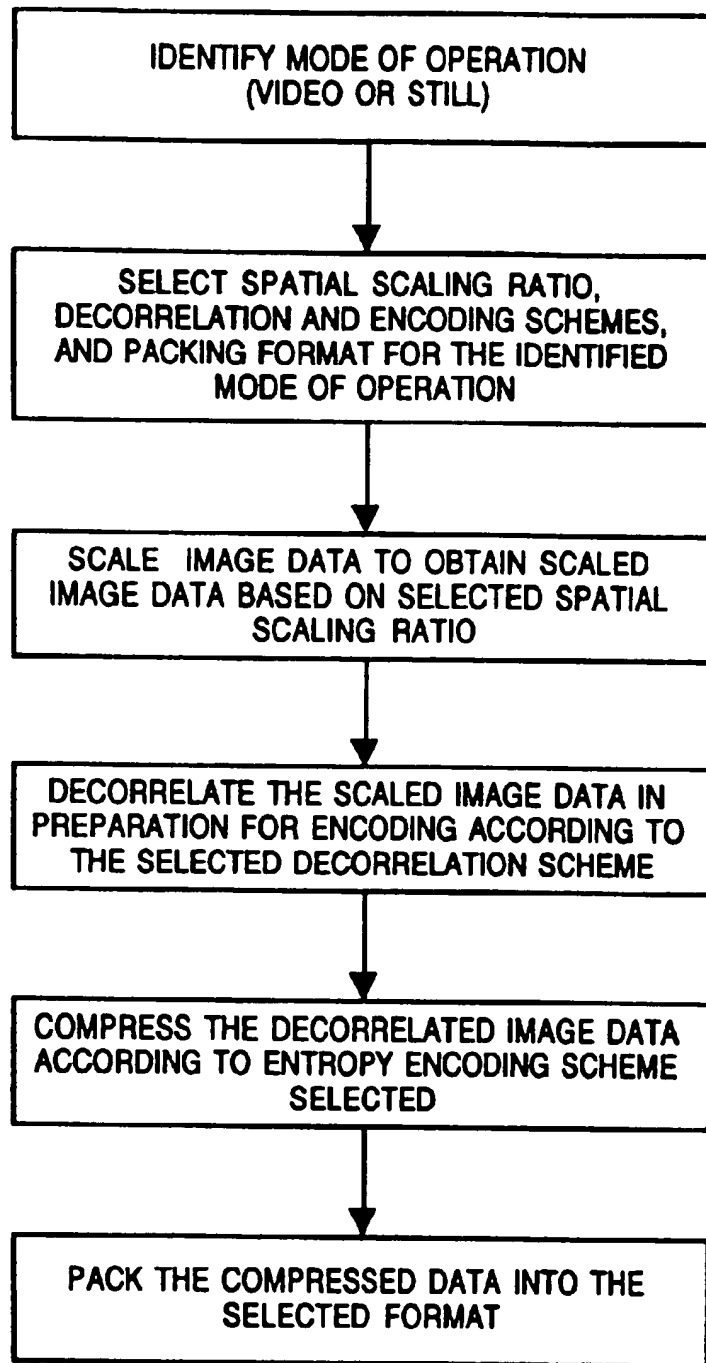 IDENTIFY MODE OF OPERATION
(VIDEO OR STILL)
SELECT SPATIAL SCALING RATIO,
DECORRELATION AND ENCODING SCHEMES,
AND PACKING FORMAT FOR THE IDENTIFIED
MODE OF OPERATION
SCALE IMAGE DATA TO OBTAIN SCALED
IMAGE DATA BASED ON SELECTED SPATIAL
SCALING RATIO
DECORRELATE THE SCALED IMAGE DATA IN
PREPARATION FOR ENCODING ACCORDING TO
THE SELECTED DECORRELATION SCHEME
COMPRESS THE DECORRELATED IMAGE DATA
ACCORDING TO ENTROPY ENCODING SCHEME
SELECTED
PACK THE COMPRESSED DATA INTO THE
SELECTED FORMAT